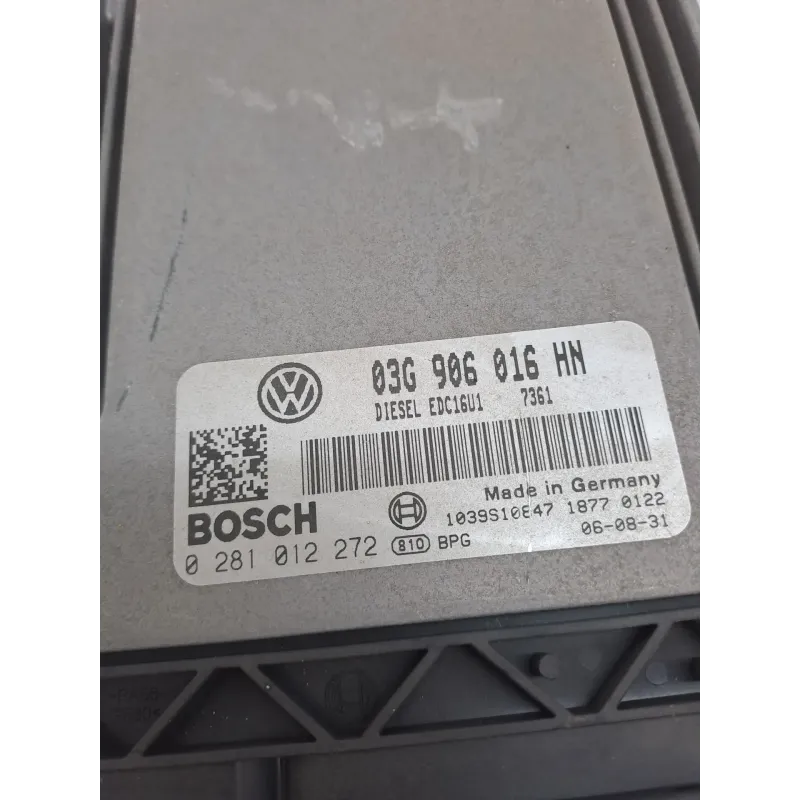 03G 906 016 HN
DIESEL EDC16U1 7361
Made in Germany
BOSCH
1039S10847 1877 0122
0 281 012 272 810 BPG
06-08-31